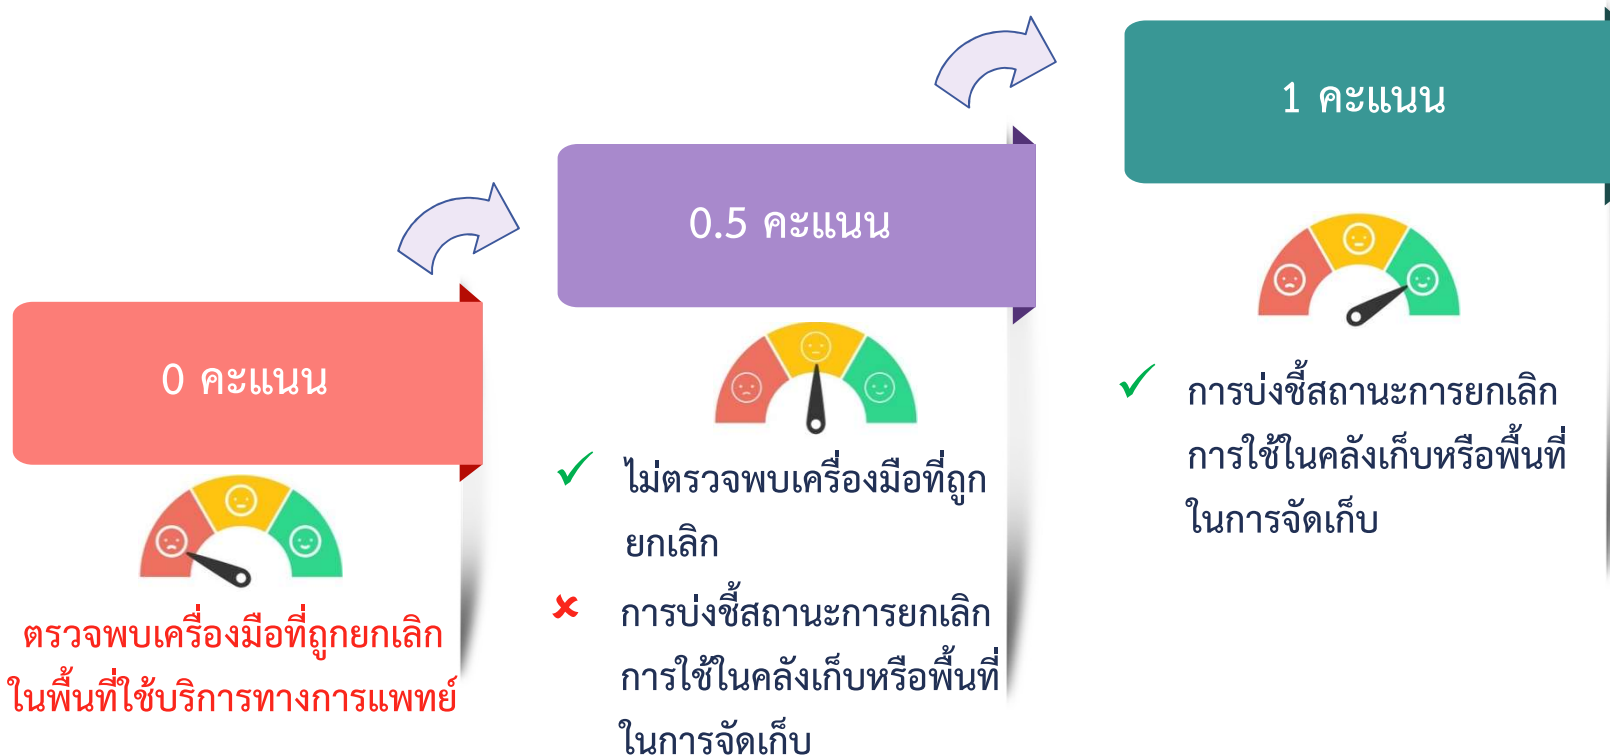 0 คะแนน
ตรวจพบเครื่องมือที่ถูกยกเลิก
ในพื้นที่ใช้บริการทางการแพทย์
0.5 คะแนน
✓ ไม่ตรวจพบเครื่องมือที่ถูก
ยกเลิก
✘ การบ่งชี้สถานะการยกเลิก
การใช้ในคลังเก็บหรือพื้นที่
ในการจัดเก็บ
1 คะแนน
✓ การบ่งชี้สถานะการยกเลิก
การใช้ในคลังเก็บหรือพื้นที่
ในการจัดเก็บ